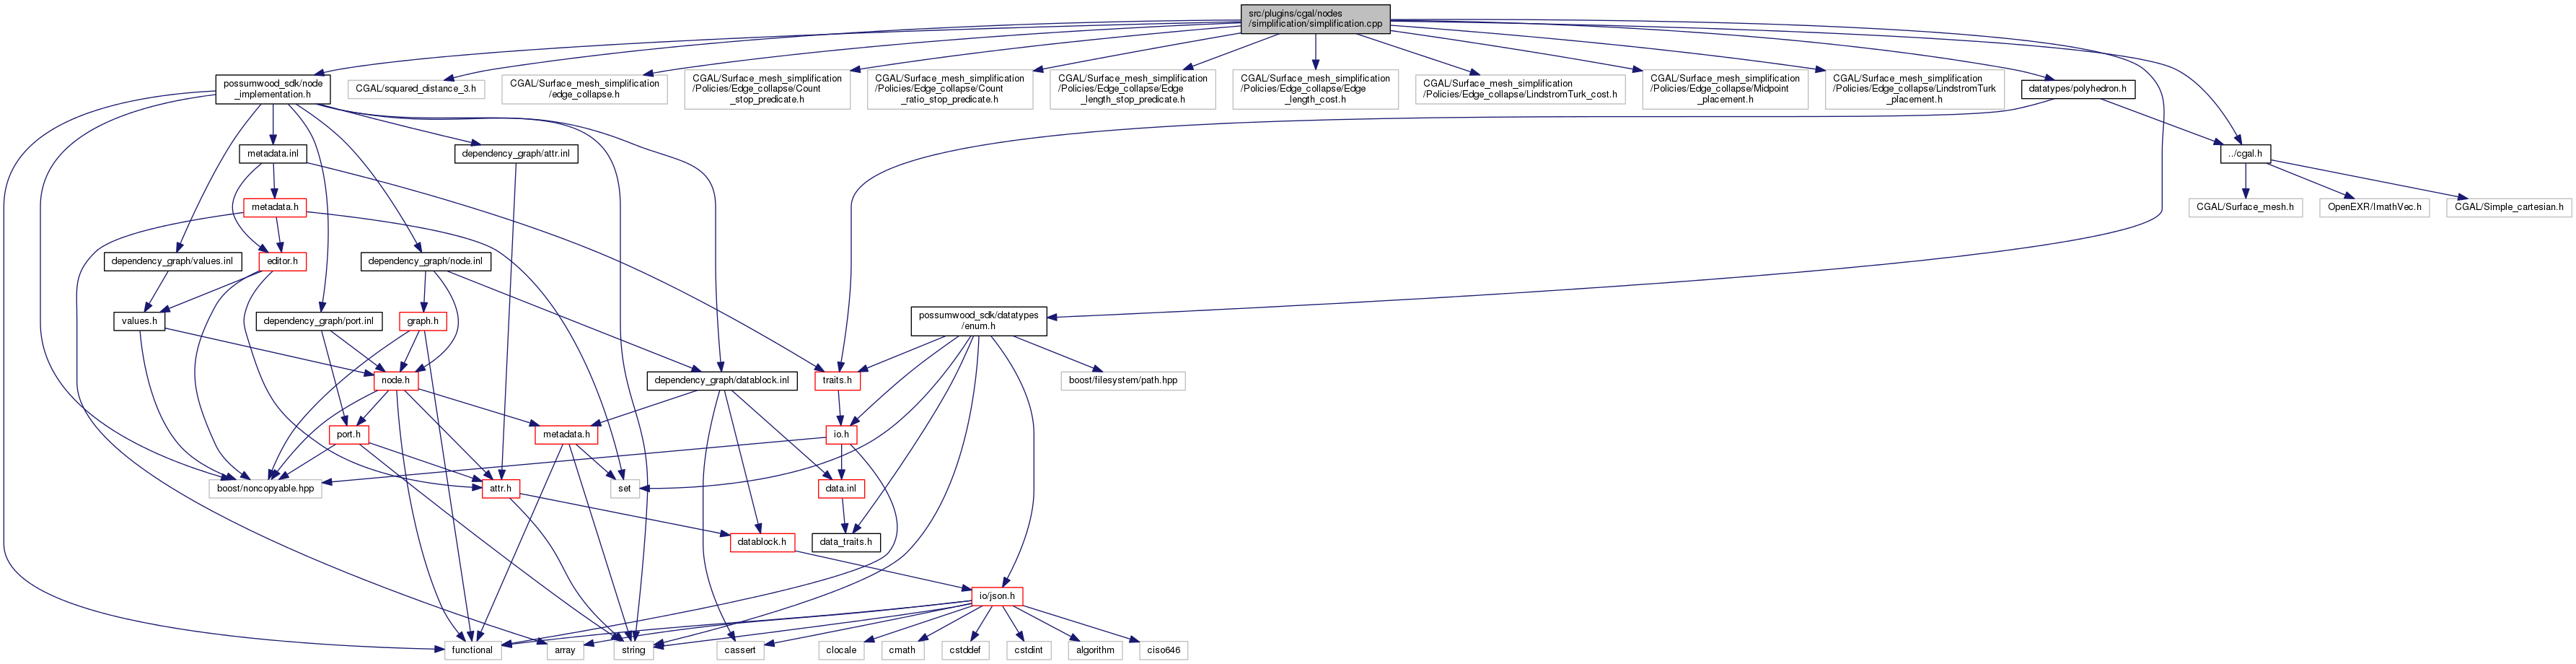 src/plugins/cgal/nodes
/simplification/simplification.cpp
possumwood_sdk/node
_implementation.h
CGAL/squared_distance_3.h
CGAL/Surface_mesh_simplification
/edge_collapse.h
CGAL/Surface_mesh_simplification
/Policies/Edge_collapse/Count
_stop_predicate.h
CGAL/Surface_mesh_simplification
/Policies/Edge_collapse/Count
_ratio_stop_predicate.h
CGAL/Surface_mesh_simplification
/Policies/Edge_collapse/Edge
_length_stop_predicate.h
CGAL/Surface_mesh_simplification
/Policies/Edge_collapse/Edge
_length_cost.h
CGAL/Surface_mesh_simplification
/Policies/Edge_collapse/LindstromTurk_cost.h
CGAL/Surface_mesh_simplification
/Policies/Edge_collapse/Midpoint
_placement.h
CGAL/Surface_mesh_simplification
/Policies/Edge_collapse/LindstromTurk
_placement.h
datatypes/polyhedron.h
metadata.inl
dependency_graph/attr.inl
../cgal.h
metadata.h
CGAL/Surface_mesh.h
OpenEXR/ImathVec.h
CGAL/Simple_cartesian.h
dependency_graph/values.inl
editor.h
dependency_graph/node.inl
values.h
dependency_graph/port.inl
graph.h
possumwood_sdk/datatypes
/enum.h
node.h
dependency_graph/datablock.inl
traits.h
boost/filesystem/path.hpp
port.h
metadata.h
io.h
boost/noncopyable.hpp
attr.h
set
data.inl
datablock.h
data_traits.h
io/json.h
functional
array
string
cassert
clocale
cmath
cstddef
cstdint
algorithm
ciso646